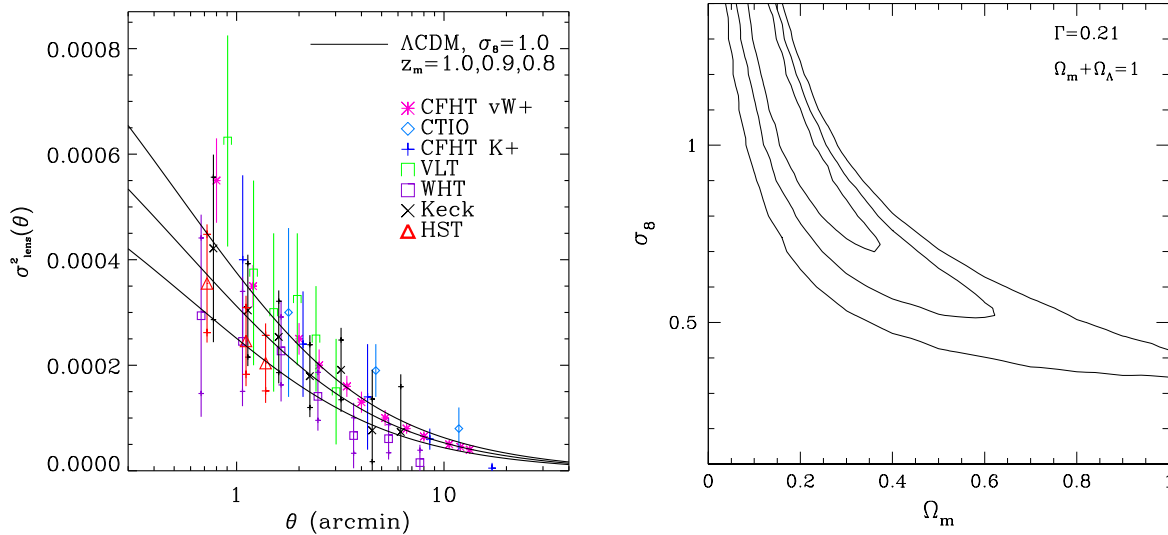 0.0008
0.0006
0.0004
0.0002
0.0000
σ²lens(θ)
1
10
θ (arcmin)
ΛCDM, σ8=1.0
zm=1.0,0.9,0.8
CFHT vW+
CTIO
CFHT K+
VLT
WHT
Keck
HST
Γ=0.21
Ωm+ΩΛ=1
1
0.5
σ8
0
0.2
0.4
0.6
0.8
1
Ωm